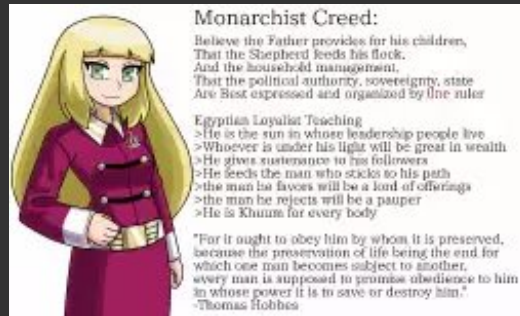 Monarchist Creed:
Believe the Father provides for his children,
That the Shepherd feeds his flock.
And the household management,
That the political authority, sovereignty, state
Are Best expressed and organized by One ruler
Egyptian Loyalist Teaching
>He is the sun in whose leadership people live
>Whoever is under his light will be great in wealth
>He gives sustenance to his followers
>He feeds the man who sticks to his path
>the man he favors will be a lord of offerings
>the man he rejects will be a pauper
>He is Khuum for every body
"For it ought to obey him by whom it is preserved,
because the preservation of life being the end for
which one man becomes subject to another,
every man is supposed to promise obedience to him
in whose power it is to save or destroy him."
-Thomas Hobbes